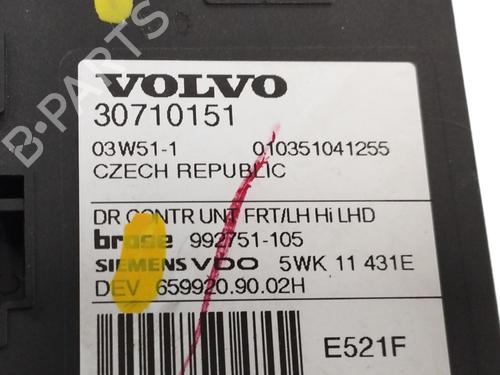 VOLVO
30710151
03W51-1 010351041255
CZECH REPUBLIC
DR CONTR UNT FRT/LH Hi LHD
brose 992751-105
SIEMENS VDO 5WK 11 431E
DEV 659920.90.02H
E521F
B-PARTS